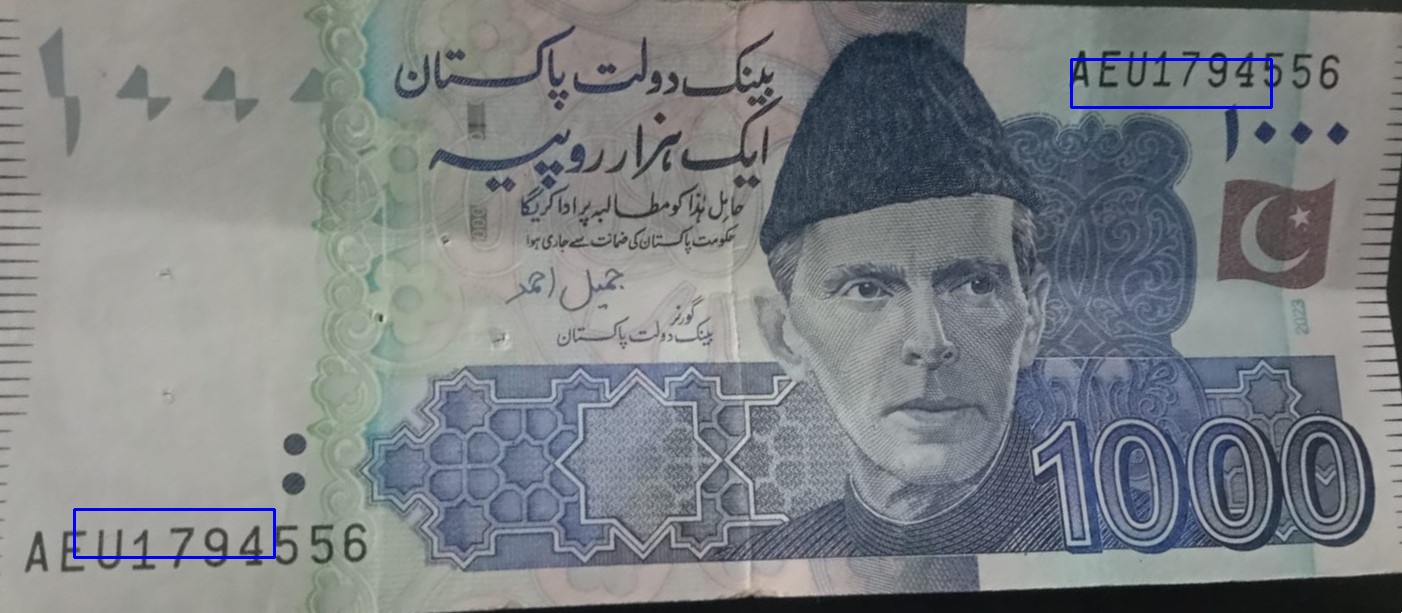 ۱۰۰۰
بینک دولت پاکستان
AEU1794556
ایک ہزار روپیہ
۱۰۰۰
حاملِ ہٰذا کو مطالبہ پر ادا کریگا
حکومت پاکستان کی ضمانت سے جاری ہوا
جمیل احمد
گورنر
بینک دولت پاکستان
2023
1000
AEU1794556